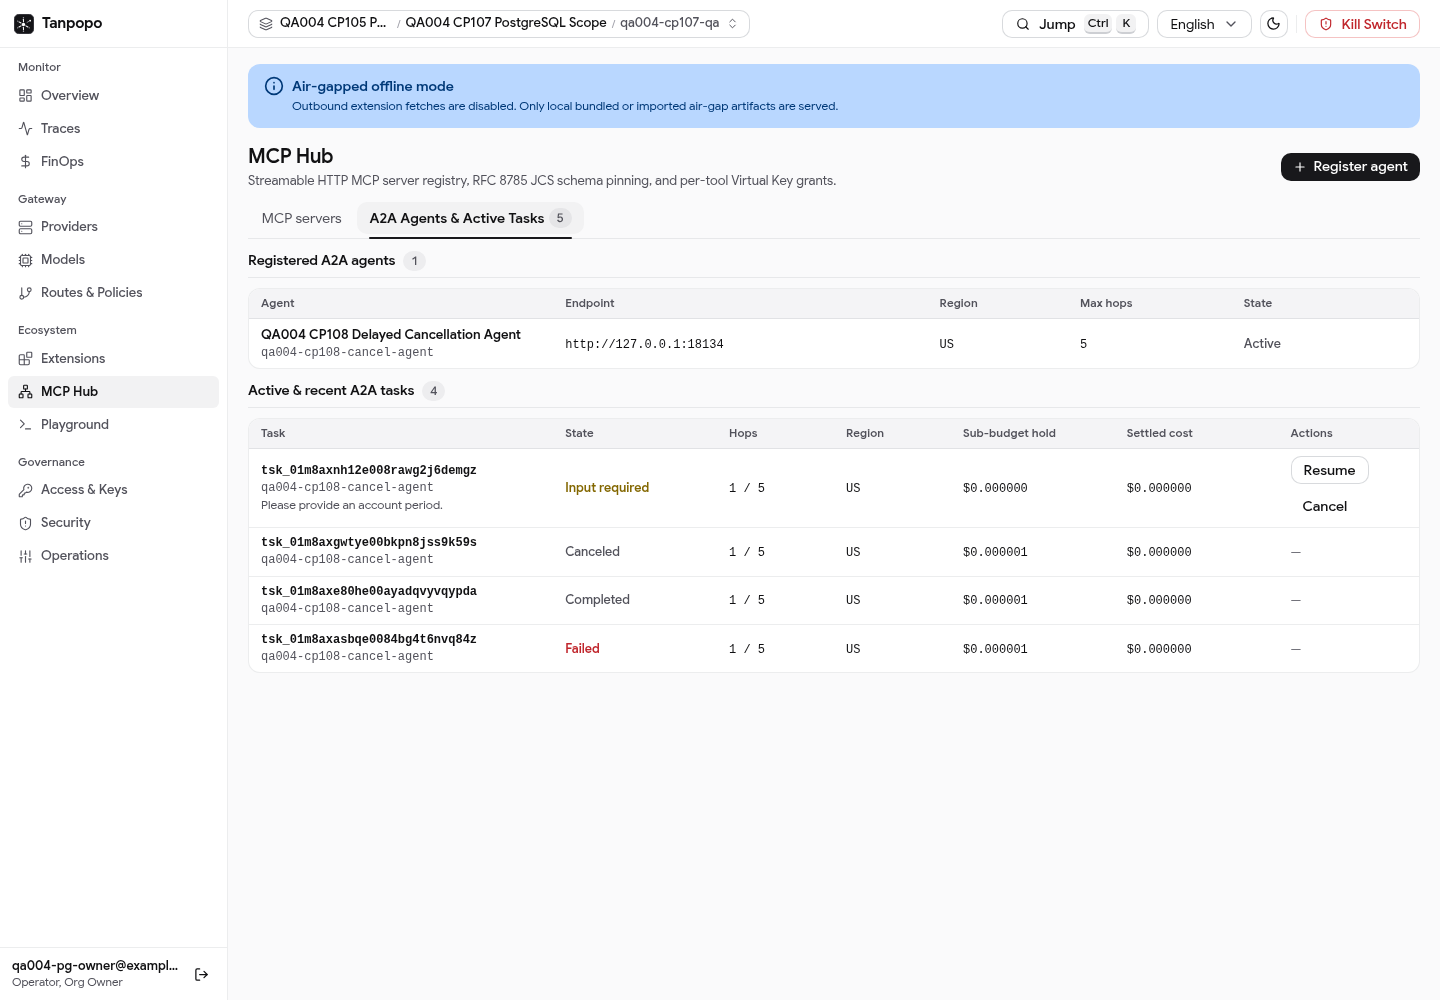 Tanpopo
QA004 CP105 P... / QA004 CP107 PostgreSQL Scope / qa004-cp107-qa
Jump Ctrl K
English
Kill Switch
Monitor
Overview
Traces
FinOps
Gateway
Providers
Models
Routes & Policies
Ecosystem
Extensions
MCP Hub
Playground
Governance
Access & Keys
Security
Operations
qa004-pg-owner@exampl...
Operator, Org Owner
Air-gapped offline mode
Outbound extension fetches are disabled. Only local bundled or imported air-gap artifacts are served.
MCP Hub
Streamable HTTP MCP server registry, RFC 8785 JCS schema pinning, and per-tool Virtual Key grants.
Register agent
MCP servers
A2A Agents & Active Tasks 5
Registered A2A agents 1
Agent Endpoint Region Max hops State
QA004 CP108 Delayed Cancellation Agent
qa004-cp108-cancel-agent
http://127.0.0.1:18134 US 5 Active
Active & recent A2A tasks 4
Task State Hops Region Sub-budget hold Settled cost Actions
tsk_01m8axnh12e008rawg2j6demgz
qa004-cp108-cancel-agent
Please provide an account period.
Input required 1 / 5 US $0.000000 $0.000000
Resume
Cancel
tsk_01m8axgwtye00bkpn8jss9k59s
qa004-cp108-cancel-agent
Canceled 1 / 5 US $0.000001 $0.000000 —
tsk_01m8axe80he00ayadqvyvqypda
qa004-cp108-cancel-agent
Completed 1 / 5 US $0.000001 $0.000000 —
tsk_01m8axasbqe0084bg4t6nvq84z
qa004-cp108-cancel-agent
Failed 1 / 5 US $0.000001 $0.000000 —